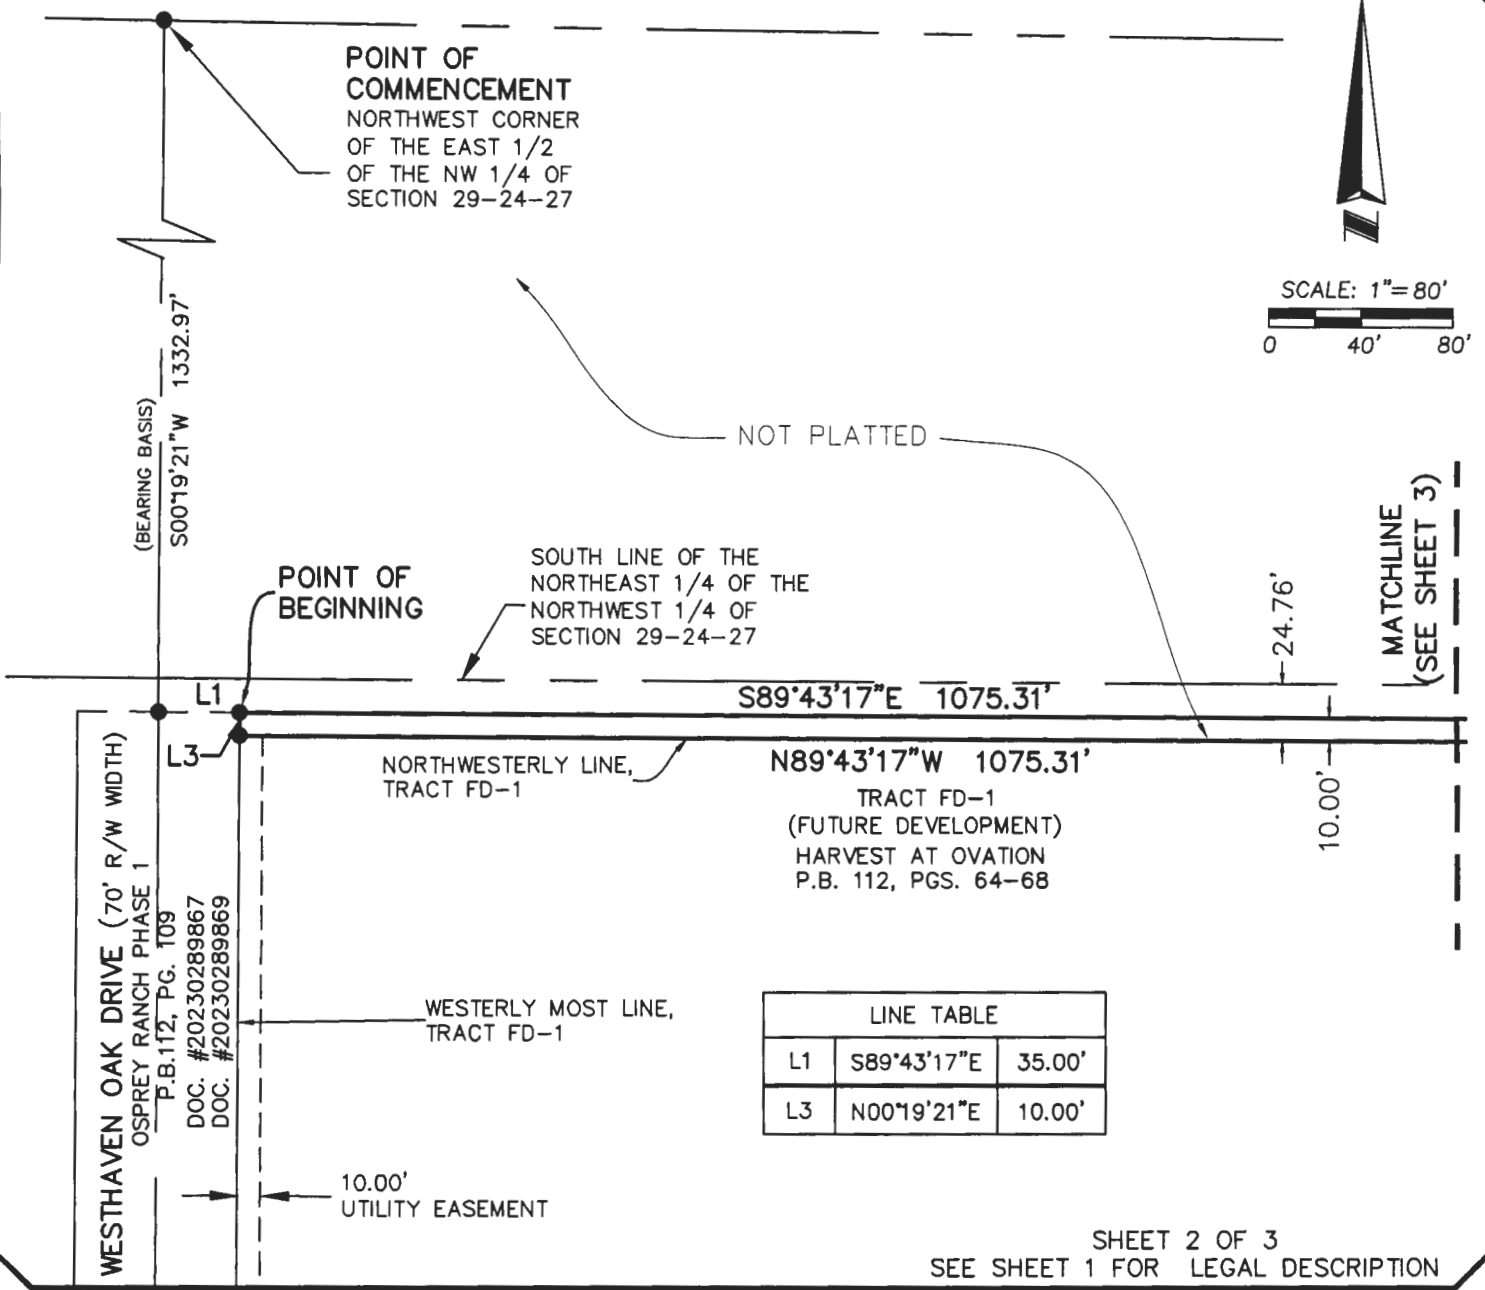 POINT OF
COMMENCEMENT
NORTHWEST CORNER
OF THE EAST 1/2
OF THE NW 1/4 OF
SECTION 29-24-27
N
SCALE: 1"=80'
0 40' 80'
(BEARING BASIS)
S00°19'21"W 1332.97'
NOT PLATTED
MATCHLINE
(SEE SHEET 3)
POINT OF
BEGINNING
SOUTH LINE OF THE
NORTHEAST 1/4 OF THE
NORTHWEST 1/4 OF
SECTION 29-24-27
24.76'
L1
S89°43'17"E 1075.31'
L3
NORTHWESTERLY LINE,
TRACT FD-1
N89°43'17"W 1075.31'
10.00'
TRACT FD-1
(FUTURE DEVELOPMENT)
HARVEST AT OVATION
P.B. 112, PGS. 64-68
WESTHAVEN OAK DRIVE (70' R/W WIDTH)
OSPREY RANCH PHASE 1
P.B.112, PG. 109
DOC. #20230289867
DOC. #20230289869
WESTERLY MOST LINE,
TRACT FD-1
LINE TABLE
L1 S89°43'17"E 35.00'
L3 N00°19'21"E 10.00'
10.00'
UTILITY EASEMENT
SHEET 2 OF 3
SEE SHEET 1 FOR LEGAL DESCRIPTION